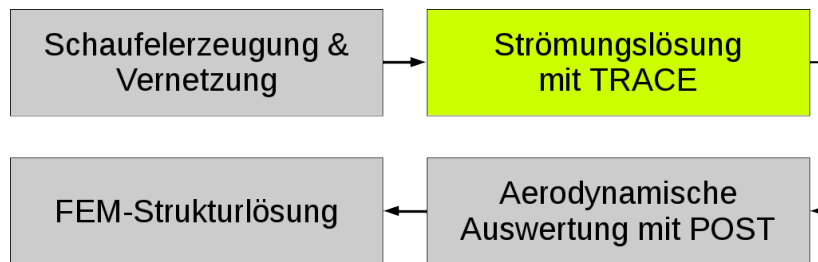 Schaufelerzeugung &
Vernetzung
Strömungslösung
mit TRACE
FEM-Strukturlösung
Aerodynamische
Auswertung mit POST